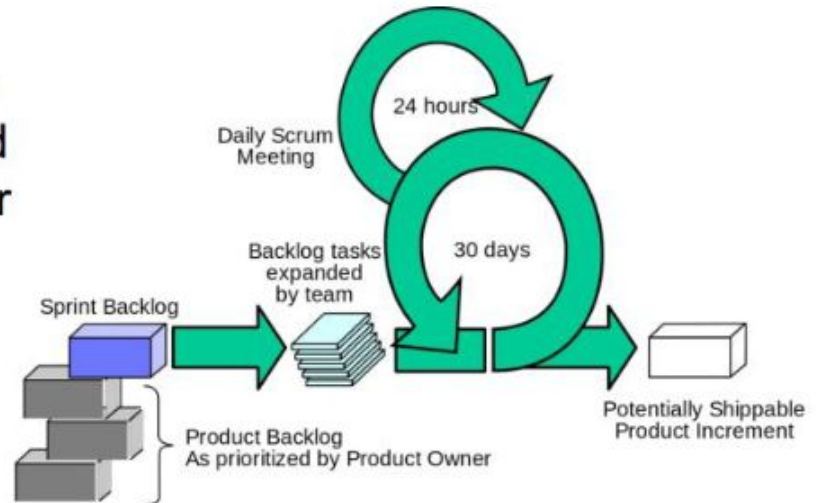 24 hours
Daily Scrum
Meeting
Backlog tasks
expanded
by team
30 days
Sprint Backlog
Potentially Shippable
Product Increment
Product Backlog
As prioritized by Product Owner